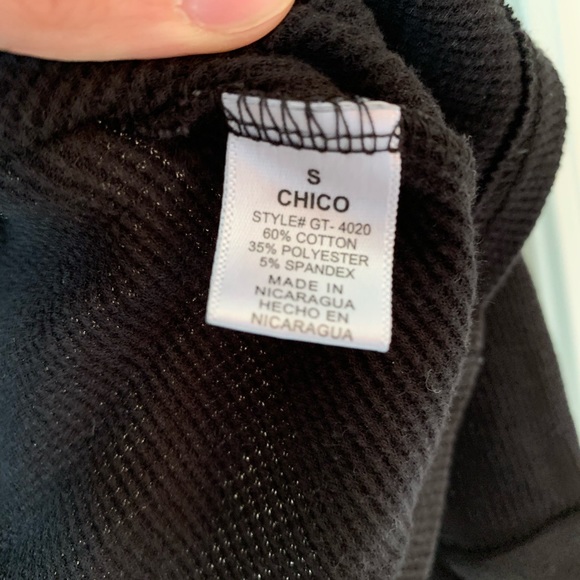 S
CHICO
STYLE# GT- 4020
60% COTTON
35% POLYESTER
5% SPANDEX
MADE IN
NICARAGUA
HECHO EN
NICARAGUA